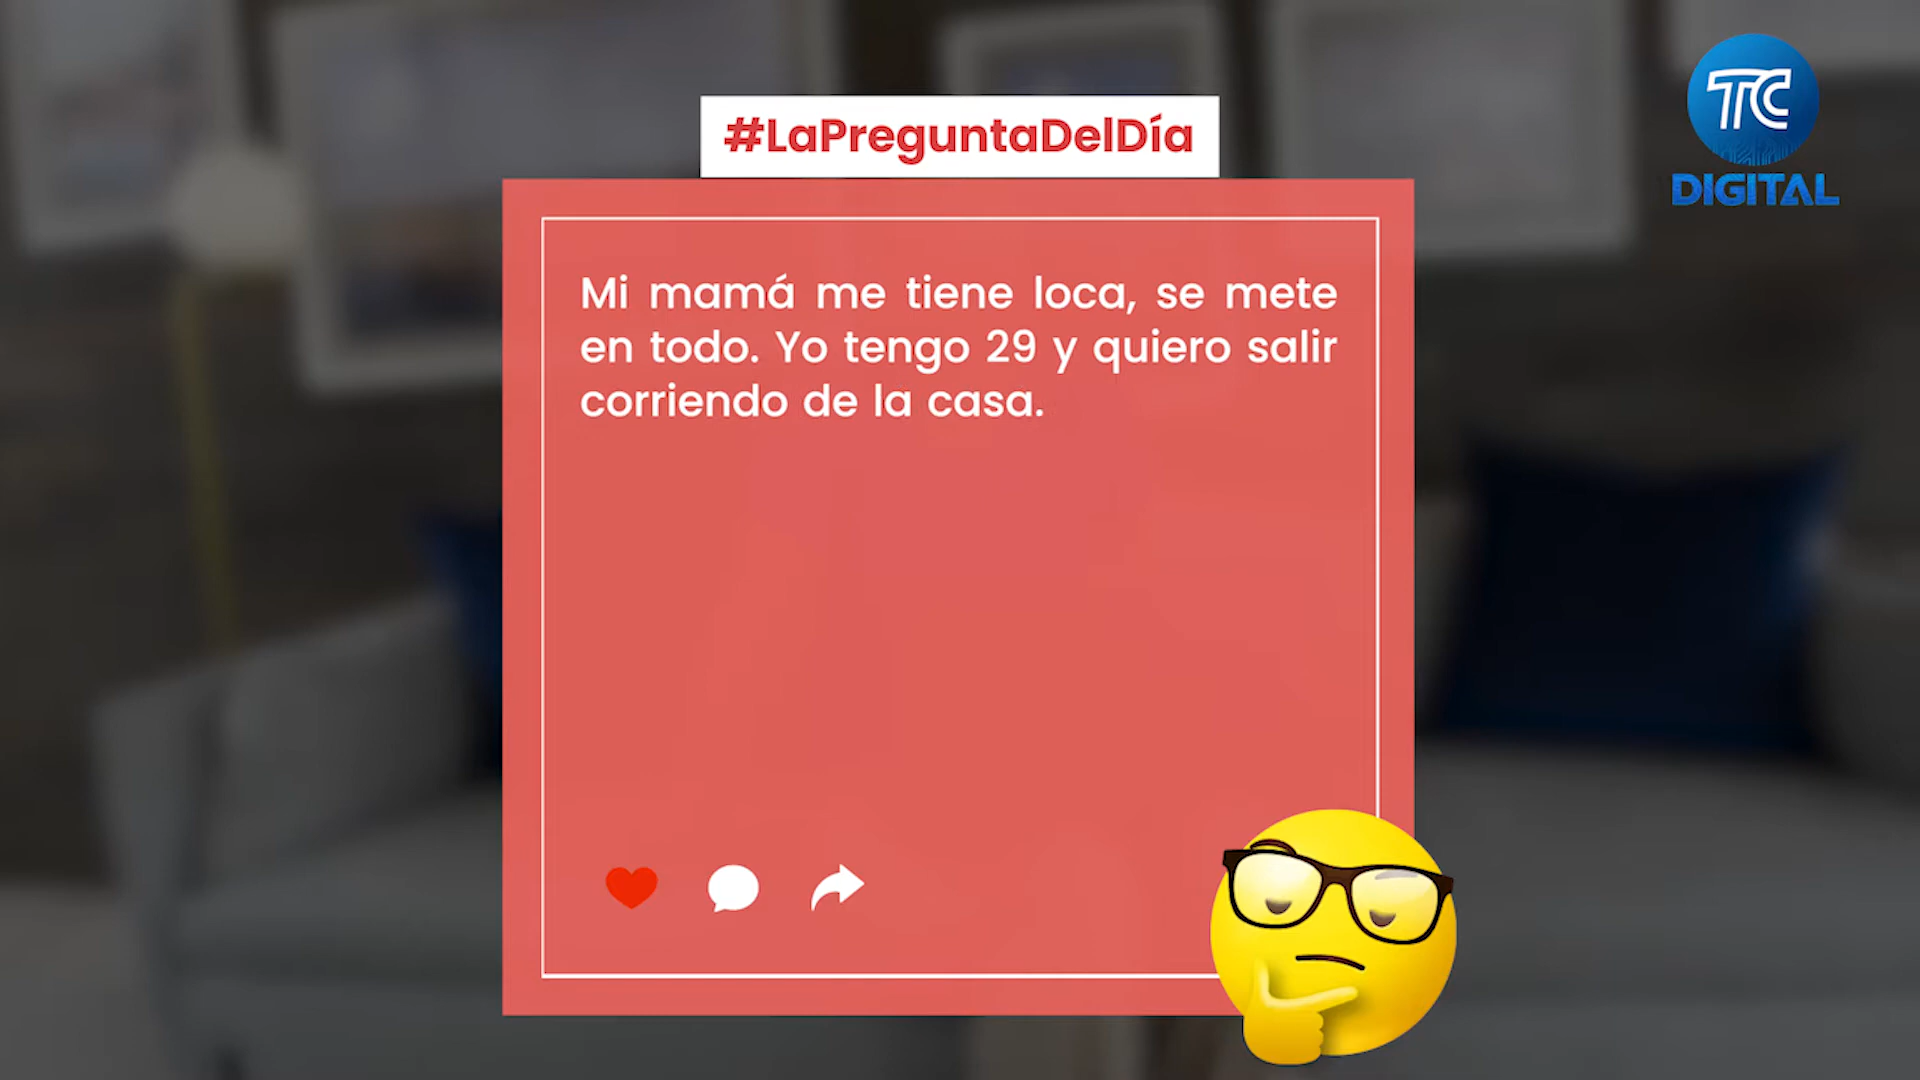 #LaPreguntaDelDía
TC
DIGITAL
Mi mamá me tiene loca, se mete
en todo. Yo tengo 29 y quiero salir
corriendo de la casa.